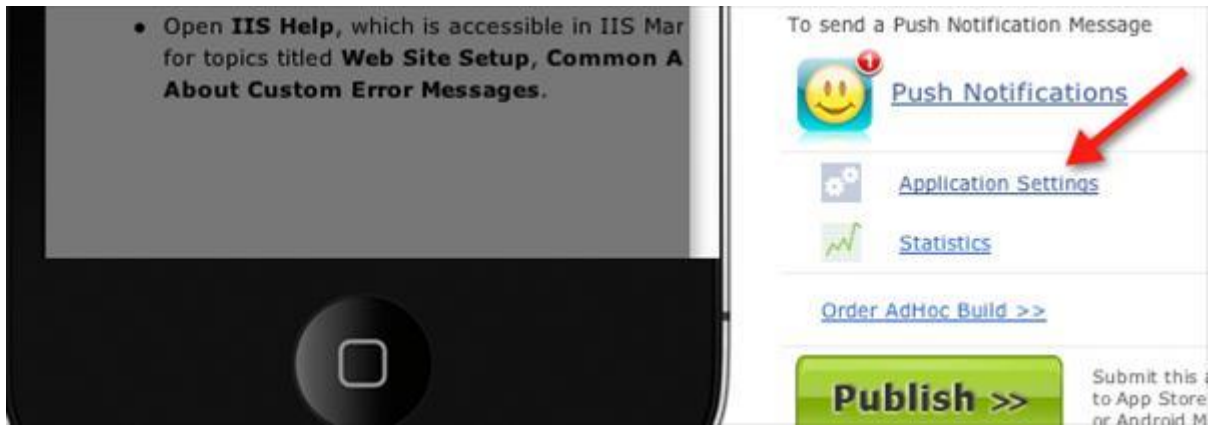 • Open IIS Help, which is accessible in IIS Mar
for topics titled Web Site Setup, Common A
About Custom Error Messages.
To send a Push Notification Message
1
Push Notifications
Application Settings
Statistics
Order AdHoc Build >>
Publish >>
Submit this a
to App Store
or Android M